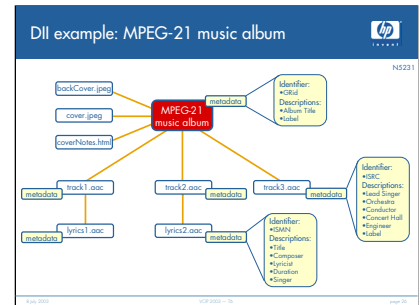 DII example: MPEG-21 music album
hp
invent
N5231
backCover.jpeg
cover.jpeg
coverNotes.html
MPEG-21
music album
metadata
Identifier:
•GRid
Descriptions:
•Album Title
•Label
metadata
track1.aac
track2.aac
metadata
track3.aac
metadata
Identifier:
•ISRC
Descriptions:
•Lead Singer
•Orchestra
•Conductor
•Concert Hall
•Engineer
•Label
metadata
lyrics1.aac
lyrics2.aac
metadata
Identifier:
•ISMN
Descriptions:
•Title
•Composer
•Lyricist
•Duration
•Singer